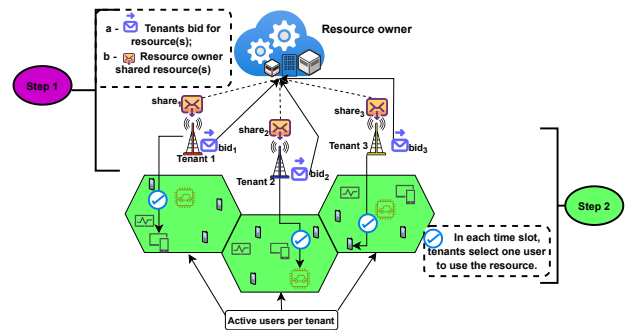 a - Tenants bid for
resource(s);
b - Resource owner
shared resource(s)
Resource owner
Step 1
share1
share2
share3
Tenant 1
bid1
Tenant 2
bid2
Tenant 3
bid3
Step 2
In each time slot,
tenants select one user
to use the resource.
Active users per tenant